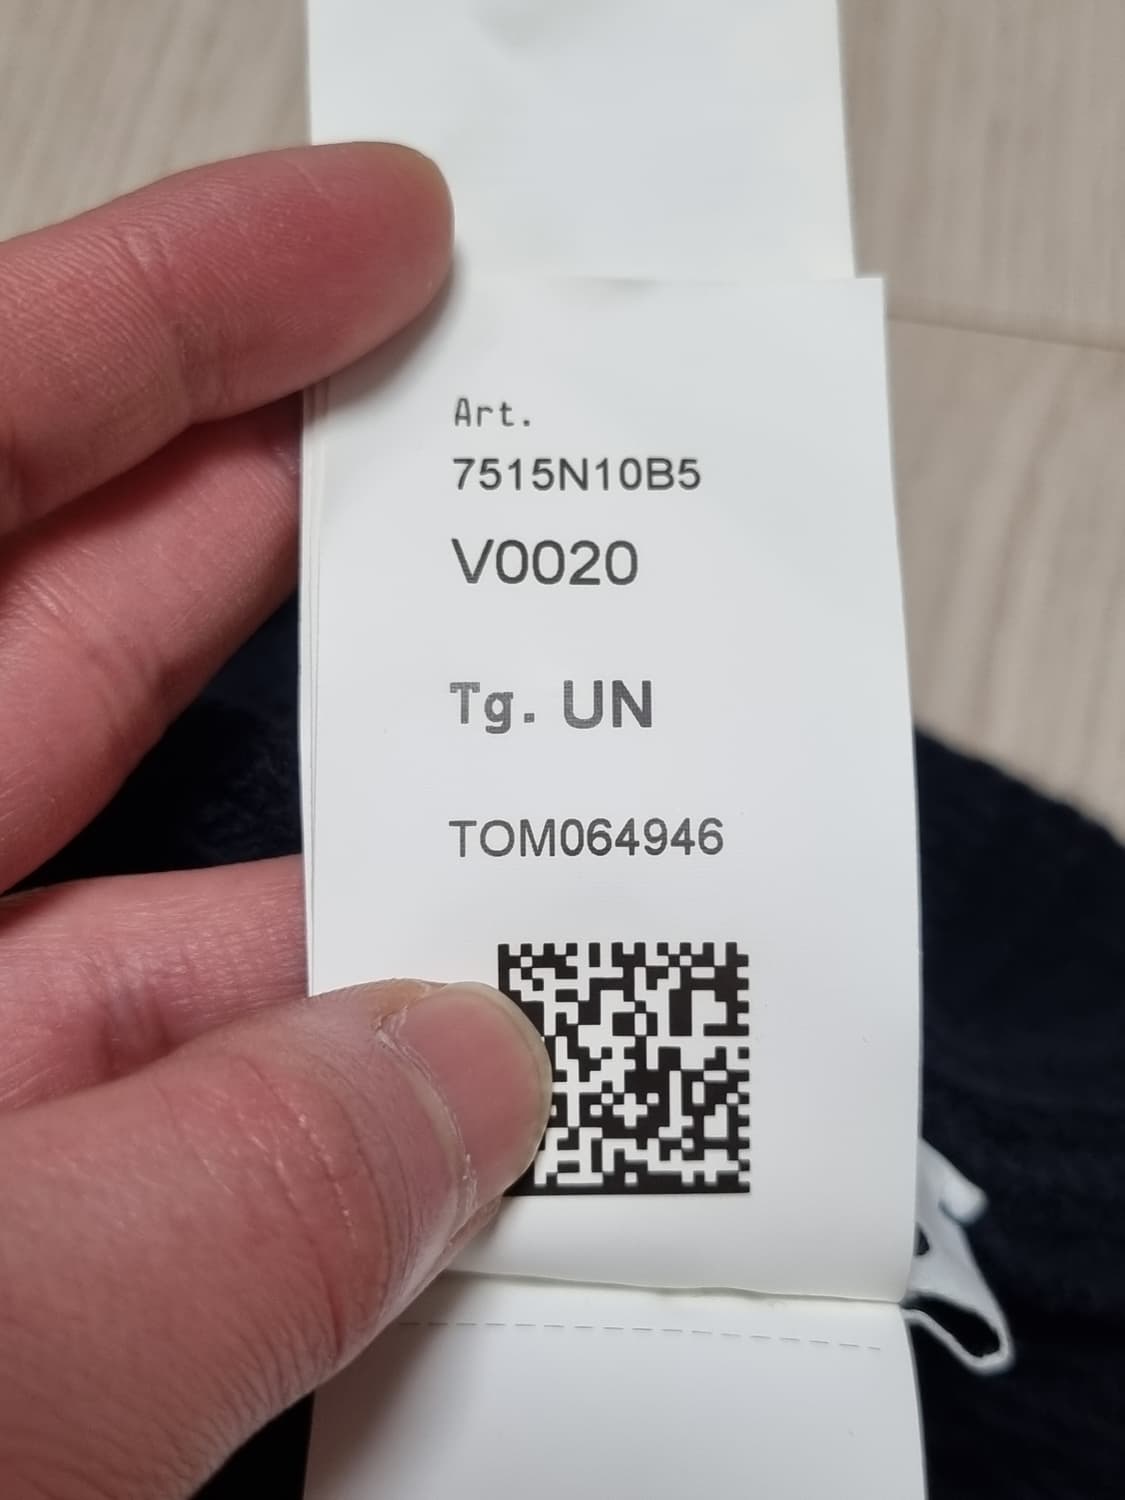 Art.
7515N10B5
V0020
Tg. UN
TOM064946